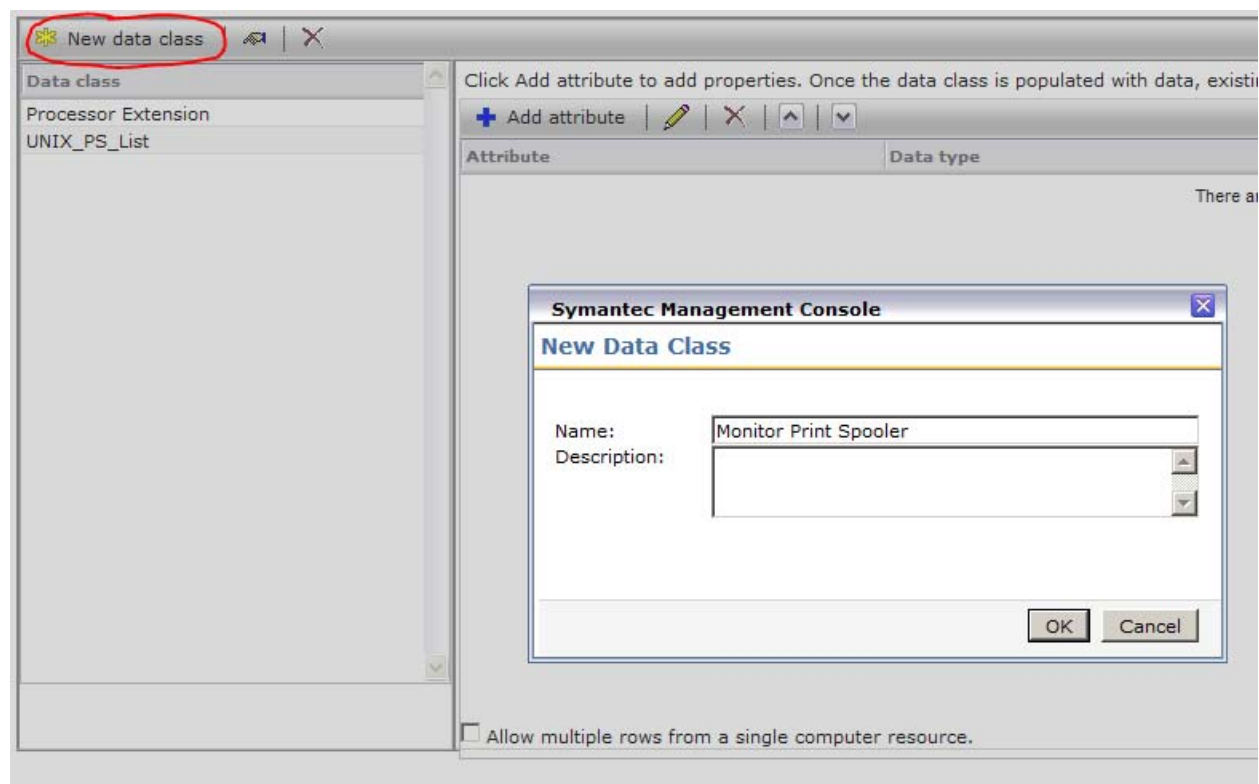 New data class
Data class
Processor Extension
UNIX_PS_List
Click Add attribute to add properties. Once the data class is populated with data,
Add attribute
Attribute Data type
There
Symantec Management Console
New Data Class
Name: Monitor Print Spooler
Description:
OK Cancel
Allow multiple rows from a single computer resource.